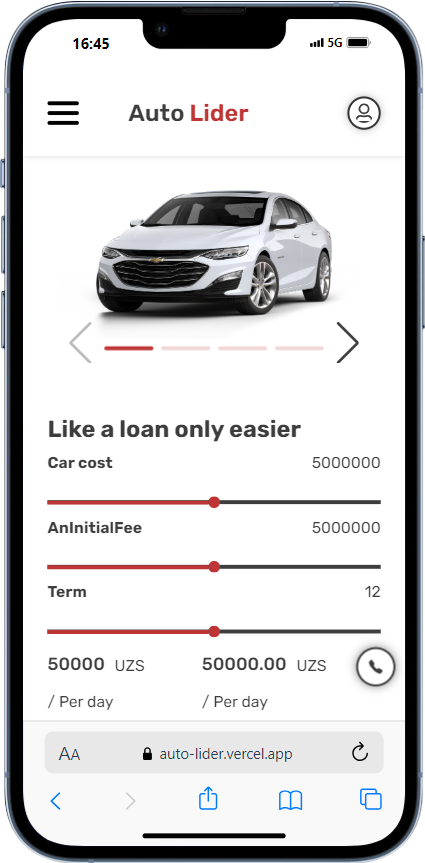 16:45 5G
Auto Lider
Like a loan only easier
Car cost 5000000
AnInitialFee 5000000
Term 12
50000 UZS 50000.00 UZS
/ Per day / Per day
AA auto-lider.vercel.app